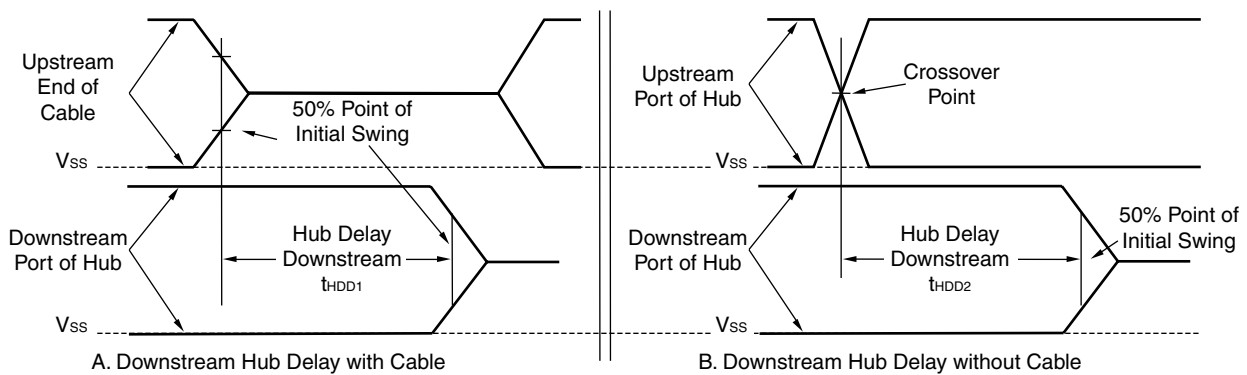 Upstream
End of
Cable
50% Point of
Initial Swing
VSS
Downstream
Port of Hub
Hub Delay
Downstream
tHDD1
VSS
A. Downstream Hub Delay with Cable
Upstream
Port of Hub
Crossover
Point
VSS
Downstream
Port of Hub
Hub Delay
Downstream
tHDD2
50% Point of
Initial Swing
VSS
B. Downstream Hub Delay without Cable